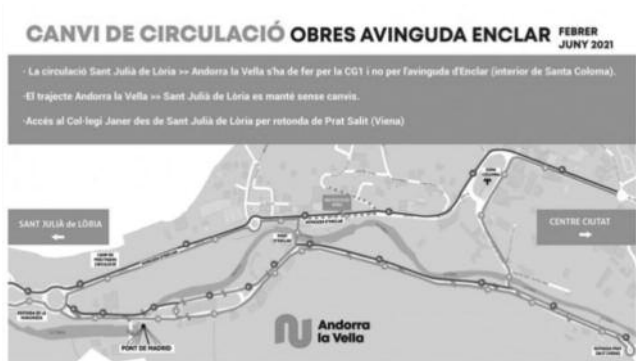 CANVI DE CIRCULACIÓ OBRES AVINGUDA ENCLAR FEBRER
JUNY 2021
· La circulació Sant Julià de Lòria >> Andorra la Vella s'ha de fer per la CG1 i no per l'avinguda d'Enclar (interior de Santa Coloma).
·El trajecte Andorra la Vella >> Sant Julià de Lòria es manté sense canvis.
·Accés al Col·legi Janer des de Sant Julià de Lòria per rotonda de Prat Salit (Viena)
SANT JULIÀ de LÒRIA
CENTRE CIUTAT
PONT DE MADRID
Andorra
la Vella